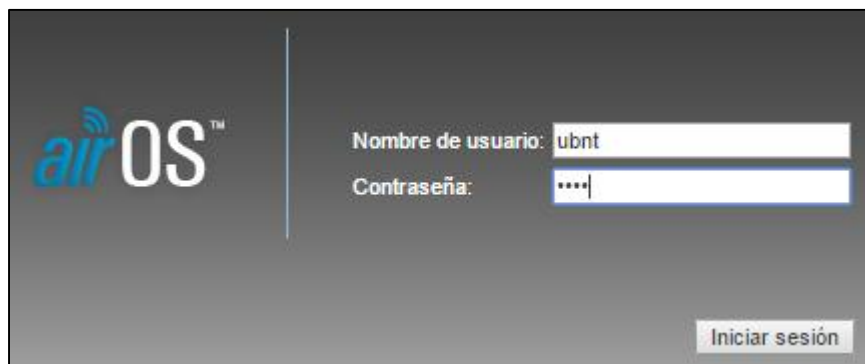 airOS™
Nombre de usuario: ubnt
Contraseña: ••••
Iniciar sesión